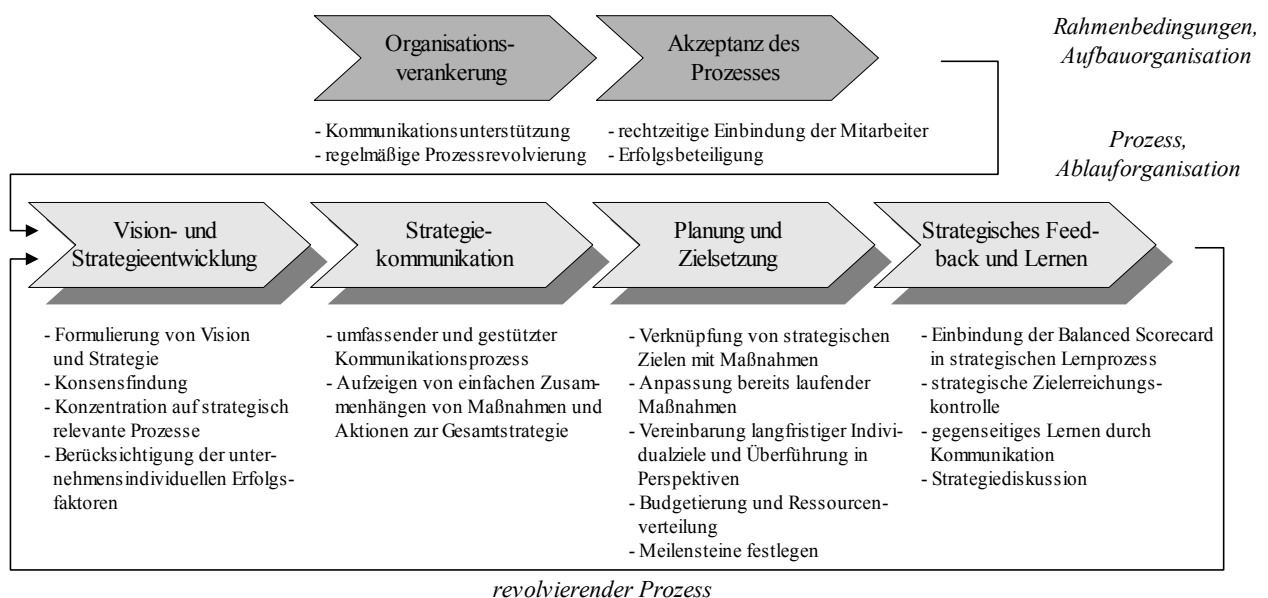 Organisations-
verankerung
Akzeptanz des
Prozesses
Rahmenbedingungen,
Aufbauorganisation
- Kommunikationsunterstützung
- regelmäßige Prozessrevolvierung
- rechtzeitige Einbindung der Mitarbeiter
- Erfolgsbeteiligung
Prozess,
Ablauforganisation
Vision- und
Strategieentwicklung
Strategie-
kommunikation
Planung und
Zielsetzung
Strategisches Feed-
back und Lernen
- Formulierung von Vision
und Strategie
- Konsensfindung
- Konzentration auf strategisch
relevante Prozesse
- Berücksichtigung der unter-
nehmensindividuellen Erfolgs-
faktoren
- umfassender und gestützter
Kommunikationsprozess
- Aufzeigen von einfachen Zusam-
menhängen von Maßnahmen und
Aktionen zur Gesamtstrategie
- Verknüpfung von strategischen
Zielen mit Maßnahmen
- Anpassung bereits laufender
Maßnahmen
- Vereinbarung langfristiger Indivi-
dualziele und Überführung in
Perspektiven
- Budgetierung und Ressourcen-
verteilung
- Meilensteine festlegen
- Einbindung der Balanced Scorecard
in strategischen Lernprozess
- strategische Zielerreichungs-
kontrolle
- gegenseitiges Lernen durch
Kommunikation
- Strategiediskussion
revolvierender Prozess